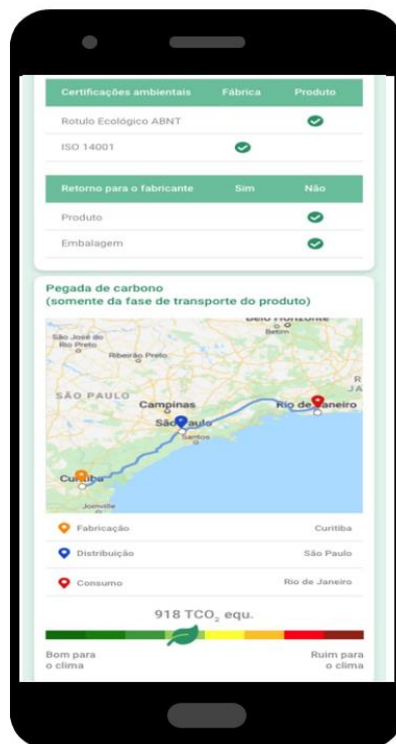 Certificações ambientais Fábrica Produto
Rotulo Ecológico ABNT
ISO 14001
Retorno para o fabricante Sim Não
Produto
Embalagem
Pegada de carbono
(somente da fase de transporte do produto)
Belo Horizonte
Betim
São José do
Rio Preto
Ribeirão Preto
R
JA
SÃO PAULO
Campinas
Rio de Janeiro
São Paulo
Santos
Curitiba
Joinville
Fabricação Curitiba
Distribuição São Paulo
Consumo Rio de Janeiro
918 TCO₂ equ.
Bom para Ruim para
o clima o clima